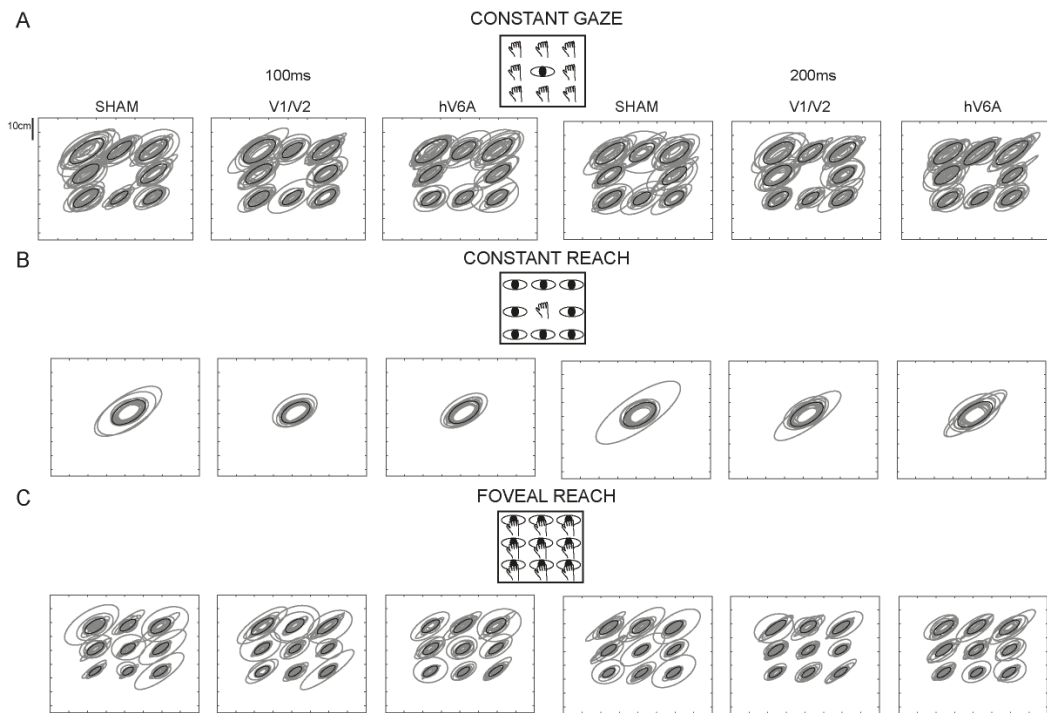 A
CONSTANT GAZE
100ms
200ms
SHAM
V1/V2
hV6A
SHAM
V1/V2
hV6A
10cm
B
CONSTANT REACH
C
FOVEAL REACH